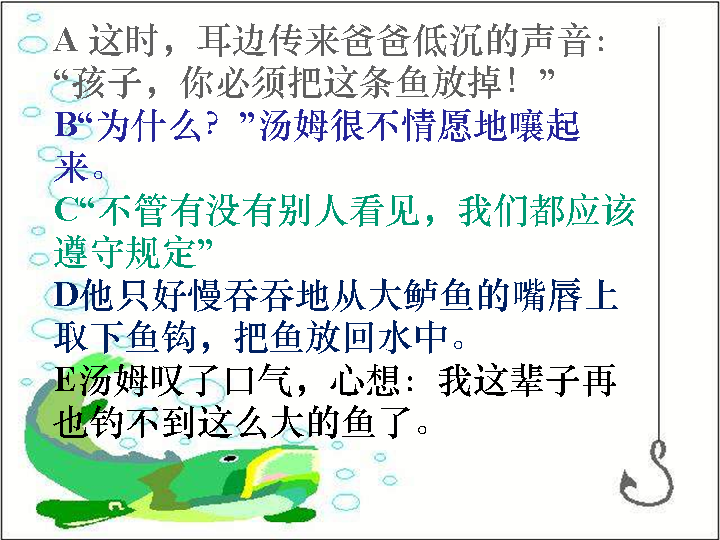 A 这时，耳边传来爸爸低沉的声音：
“孩子，你必须把这条鱼放掉！”
B“为什么？”汤姆很不情愿地嚷起
来。
C“不管有没有别人看见，我们都应该
遵守规定”
D他只好慢吞吞地从大鲈鱼的嘴唇上
取下鱼钩，把鱼放回水中。
E汤姆叹了口气，心想：我这辈子再
也钓不到这么大的鱼了。